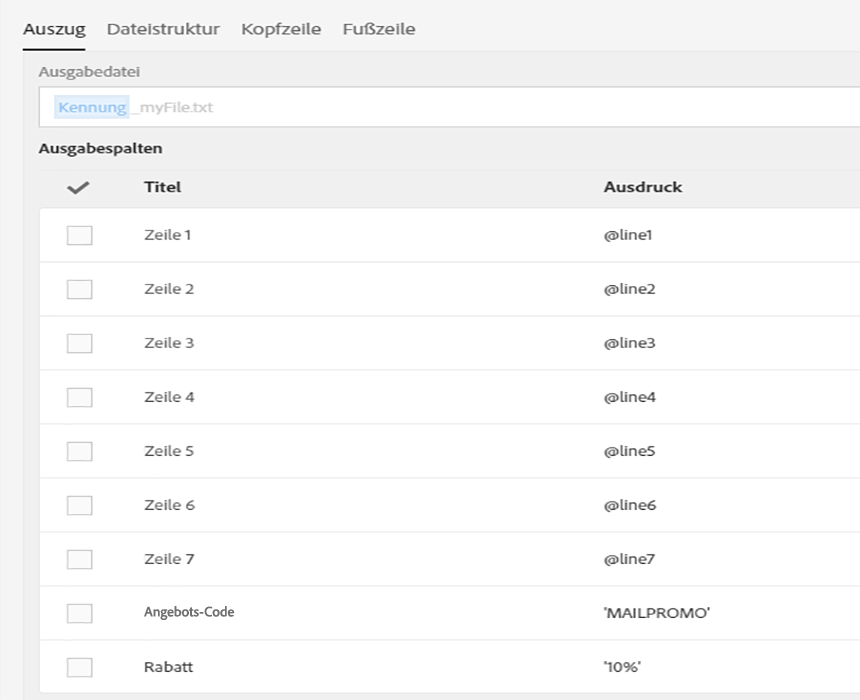 Auszug Dateistruktur Kopfzeile Fußzeile
Ausgabedatei
Kennung _myFile.txt
Ausgabespalten
Titel Ausdruck
Zeile 1 @line1
Zeile 2 @line2
Zeile 3 @line3
Zeile 4 @line4
Zeile 5 @line5
Zeile 6 @line6
Zeile 7 @line7
Angebots-Code 'MAILPROMO'
Rabatt '10%'